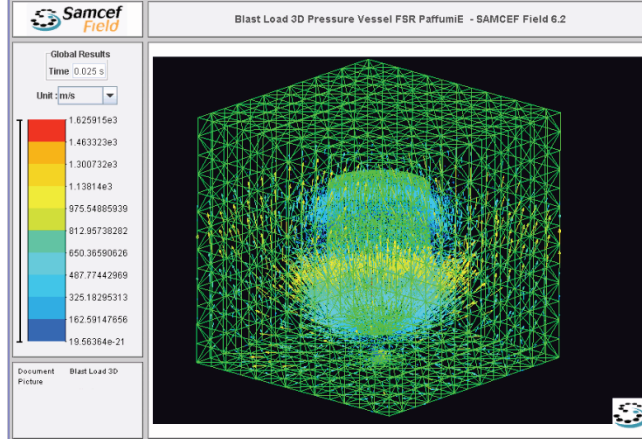 Samcef
Field
Blast Load 3D Pressure Vessel FSR PaffumiE - SAMCEF Field 6.2
Global Results
Time 0.025 s
Unit : m/s
1.625915e3
1.463323e3
1.300732e3
1.13814e3
975.54885939
812.95738282
650.36590626
487.77442969
325.18295313
162.59147656
19.56364e-21
Document Blast Load 3D
Picture